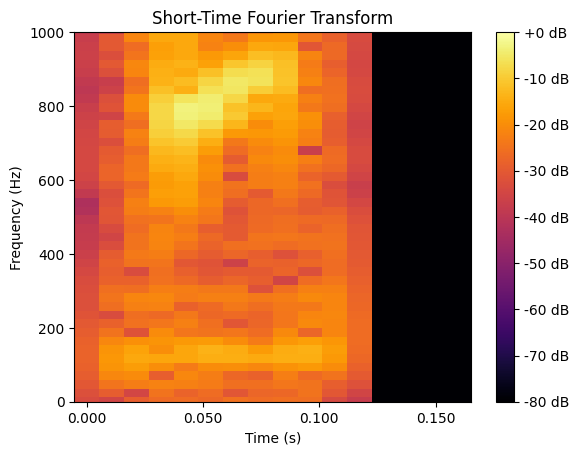 Short-Time Fourier Transform
Frequency (Hz)
1000
800
600
400
200
0
0.000
0.050
0.100
0.150
Time (s)
+0 dB
-10 dB
-20 dB
-30 dB
-40 dB
-50 dB
-60 dB
-70 dB
-80 dB